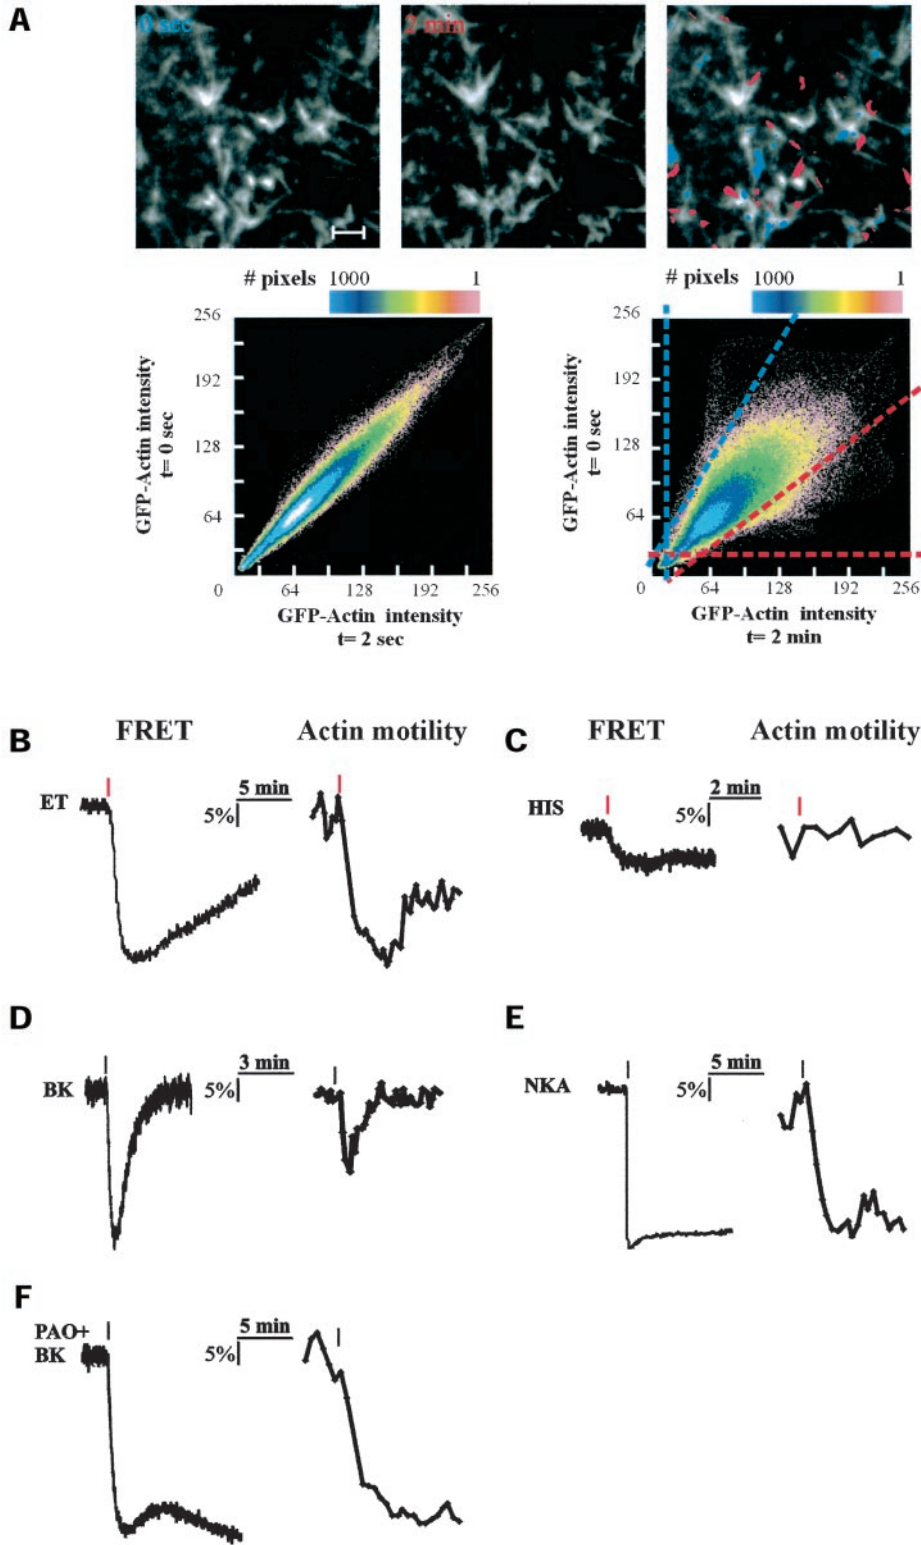 A
0 sec
2 min
# pixels 1000 1
# pixels 1000 1
256
192
128
64
0
64 128 192 256
GFP-Actin intensity
t= 0 sec
GFP-Actin intensity
t= 2 sec
256
192
128
64
0
64 128 192 256
GFP-Actin intensity
t= 0 sec
GFP-Actin intensity
t= 2 min
B
FRET
Actin motility
ET
5 min
5%
C
FRET
Actin motility
HIS
2 min
5%
D
BK
3 min
5%
E
NKA
5 min
5%
F
PAO+
BK
5 min
5%